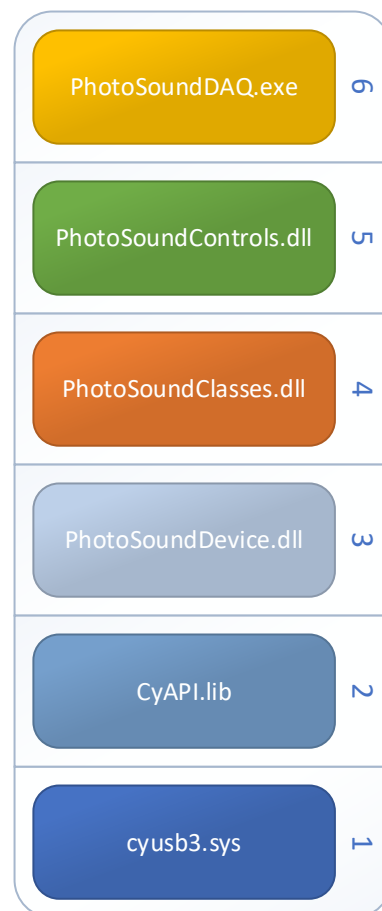 PhotoSoundDAQ.exe
6
PhotoSoundControls.dll
5
PhotoSoundClasses.dll
4
PhotoSoundDevice.dll
3
CyAPI.lib
2
cyusb3.sys
1